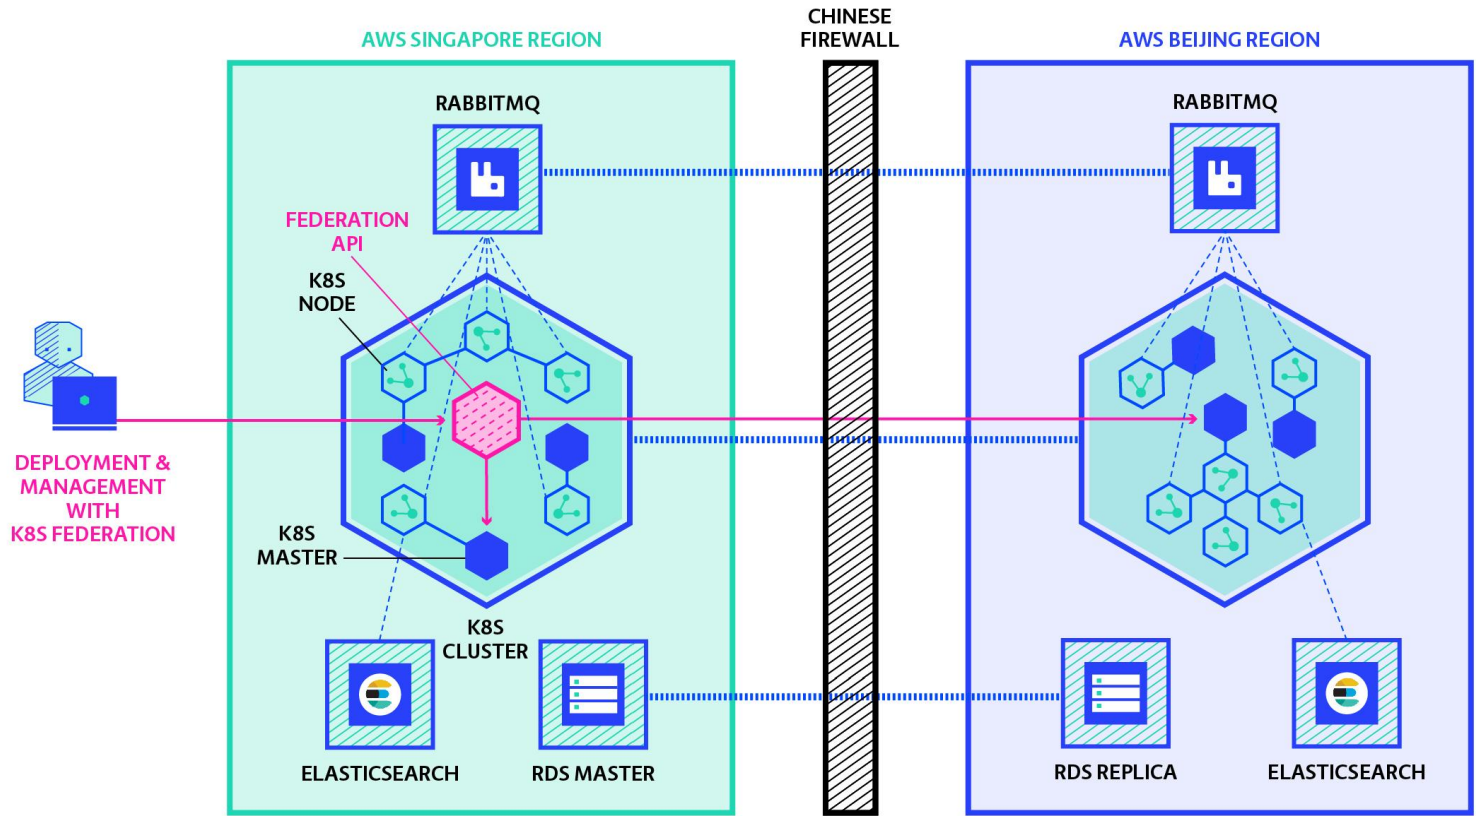 AWS SINGAPORE REGION
CHINESE
FIREWALL
AWS BEIJING REGION
RABBITMQ
RABBITMQ
FEDERATION
API
K8S
NODE
DEPLOYMENT &
MANAGEMENT
WITH
K8S FEDERATION
K8S
MASTER
K8S
CLUSTER
ELASTICSEARCH
RDS MASTER
RDS REPLICA
ELASTICSEARCH